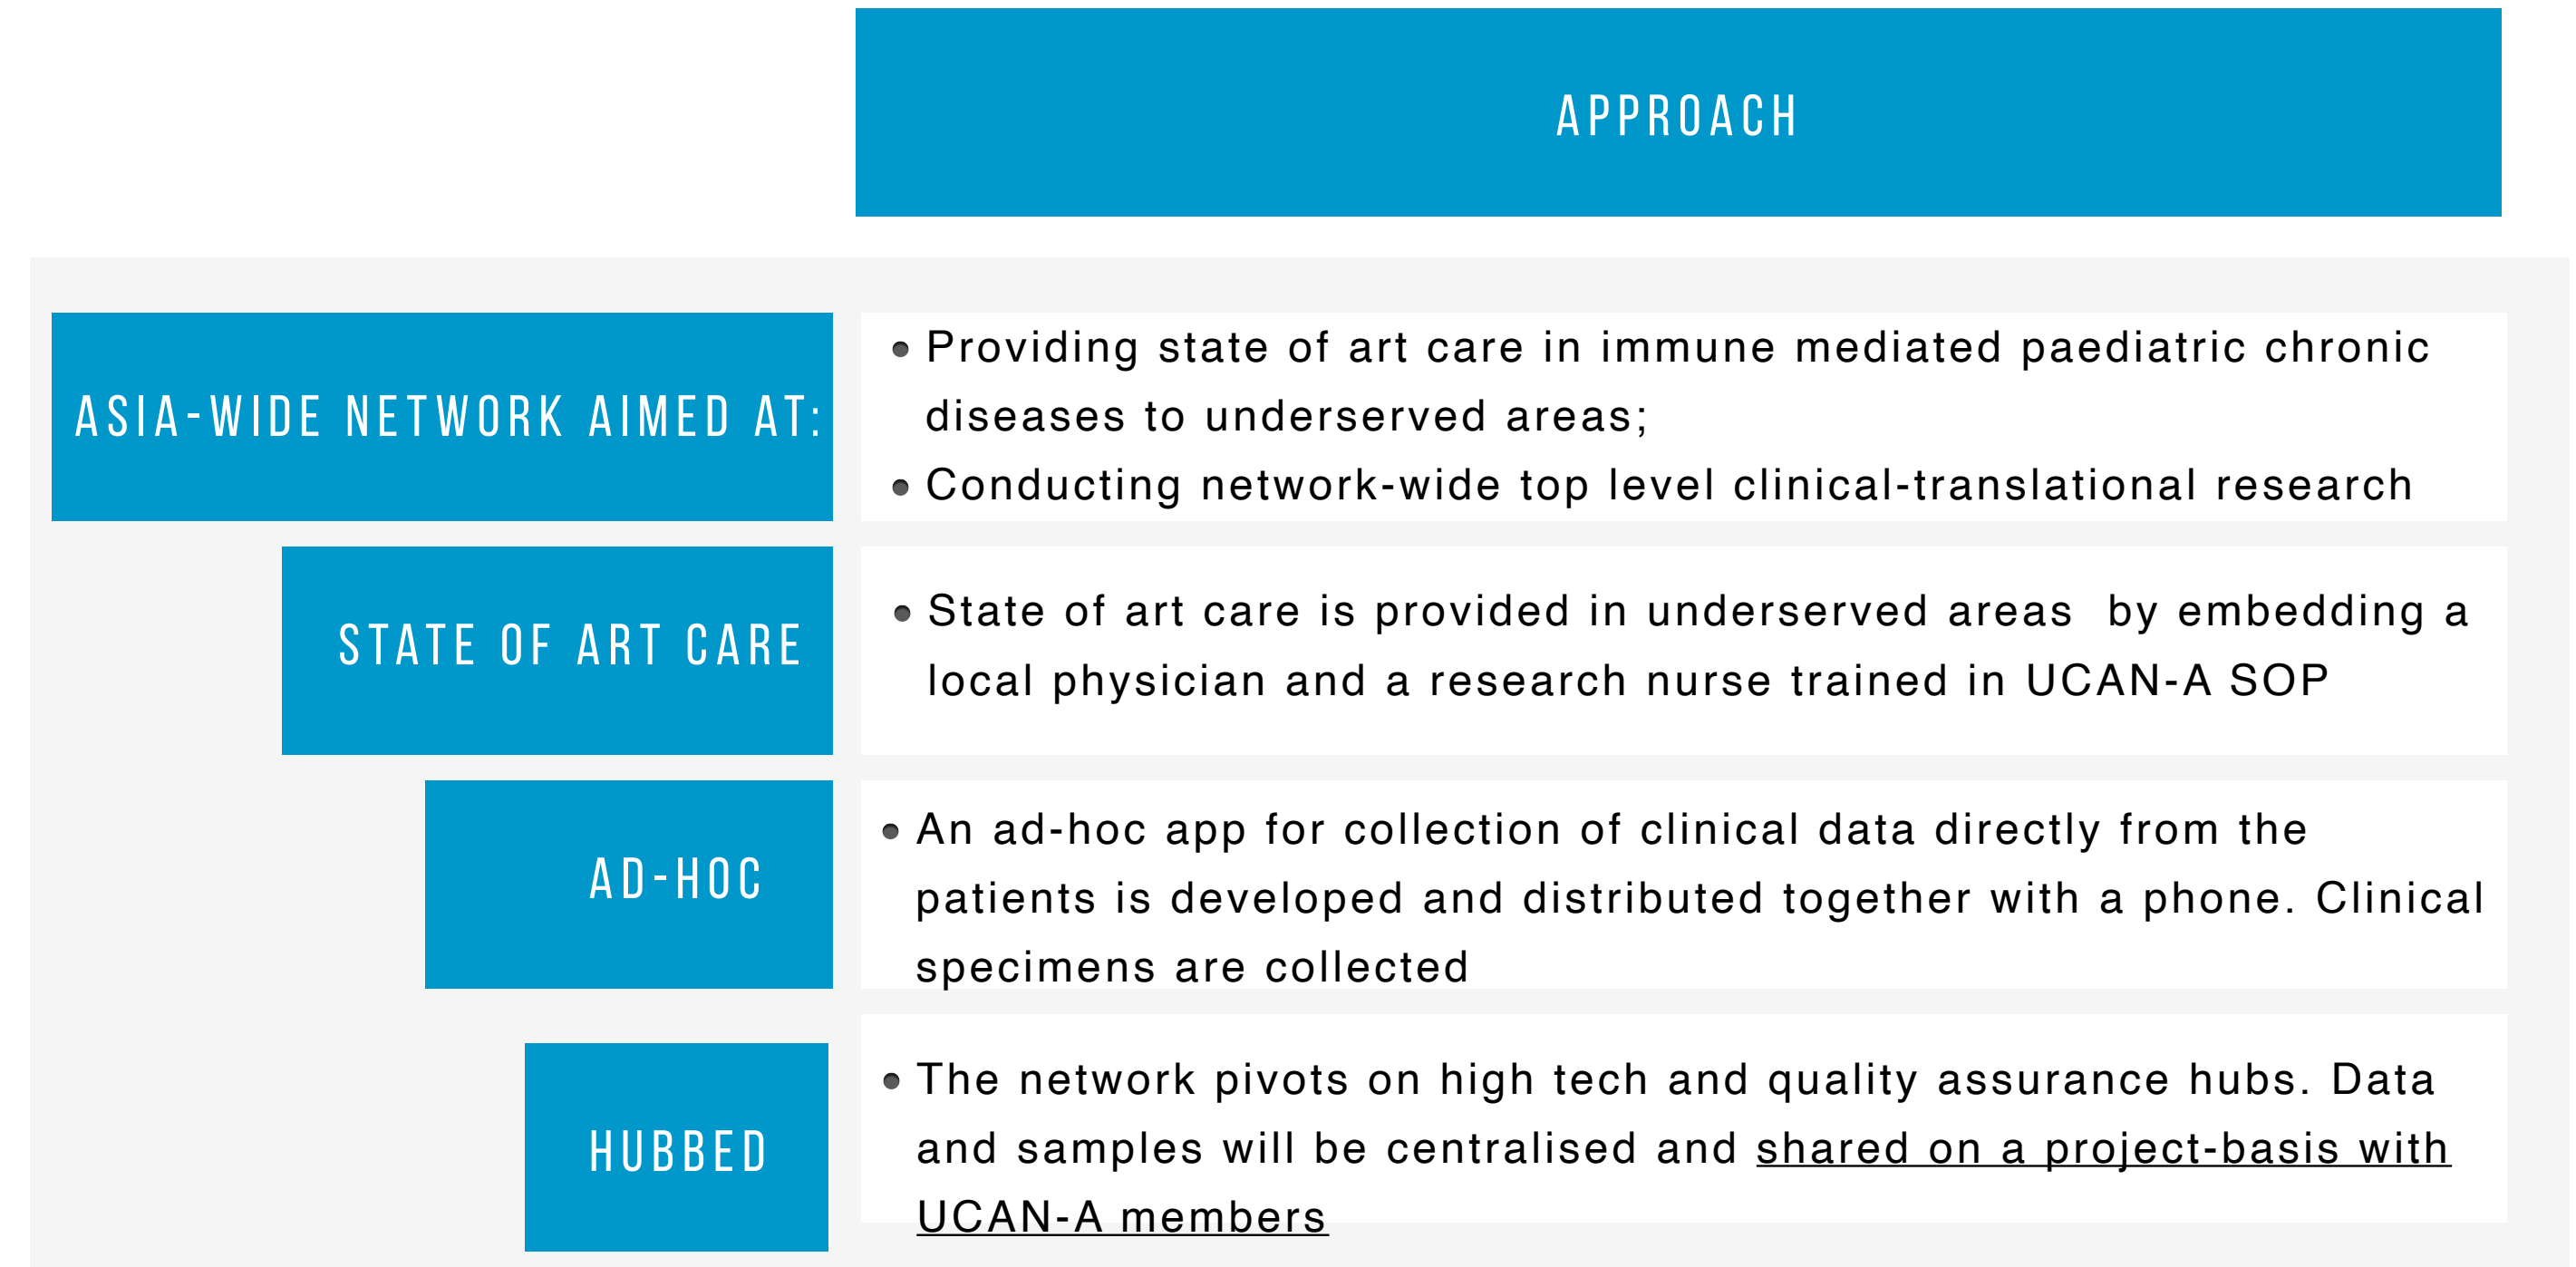 APPROACH
ASIA-WIDE NETWORK AIMED AT:
• Providing state of art care in immune mediated paediatric chronic
diseases to underserved areas;
• Conducting network-wide top level clinical-translational research
STATE OF ART CARE
• State of art care is provided in underserved areas by embedding a
local physician and a research nurse trained in UCAN-A SOP
AD-HOC
• An ad-hoc app for collection of clinical data directly from the
patients is developed and distributed together with a phone. Clinical
specimens are collected
HUBBED
• The network pivots on high tech and quality assurance hubs. Data
and samples will be centralised and shared on a project-basis with
UCAN-A members